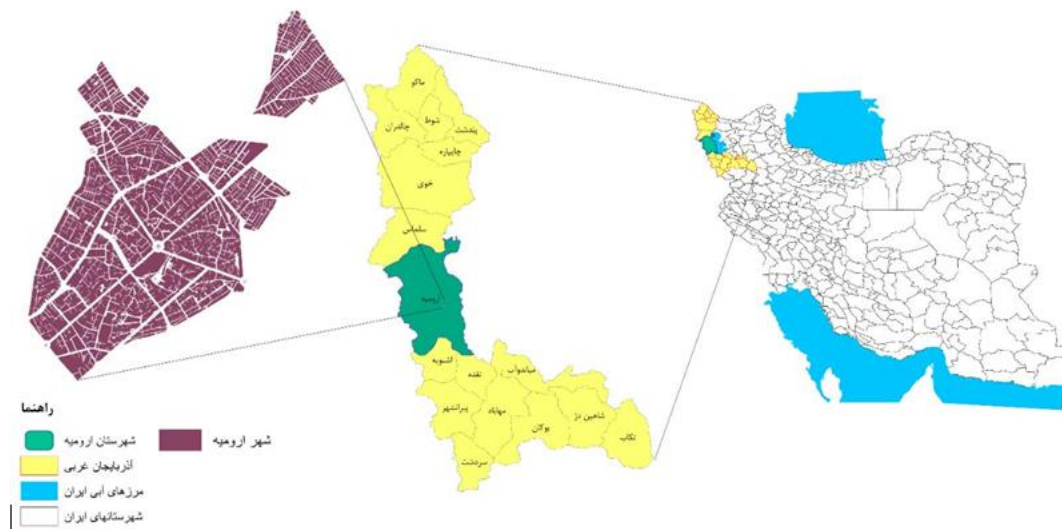 ماکو
شوط
پلدشت
چالدران
چایپاره
خوی
سلماس
ارومیه
اشنویه
نقده
میاندواب
پیرانشهر
مهاباد
شاهین دژ
بوکان
تکاب
سردشت
راهنما
شهرستان ارومیه
شهر ارومیه
آذربایجان غربی
مرزهای آبی ایران
شهرستانهای ایران